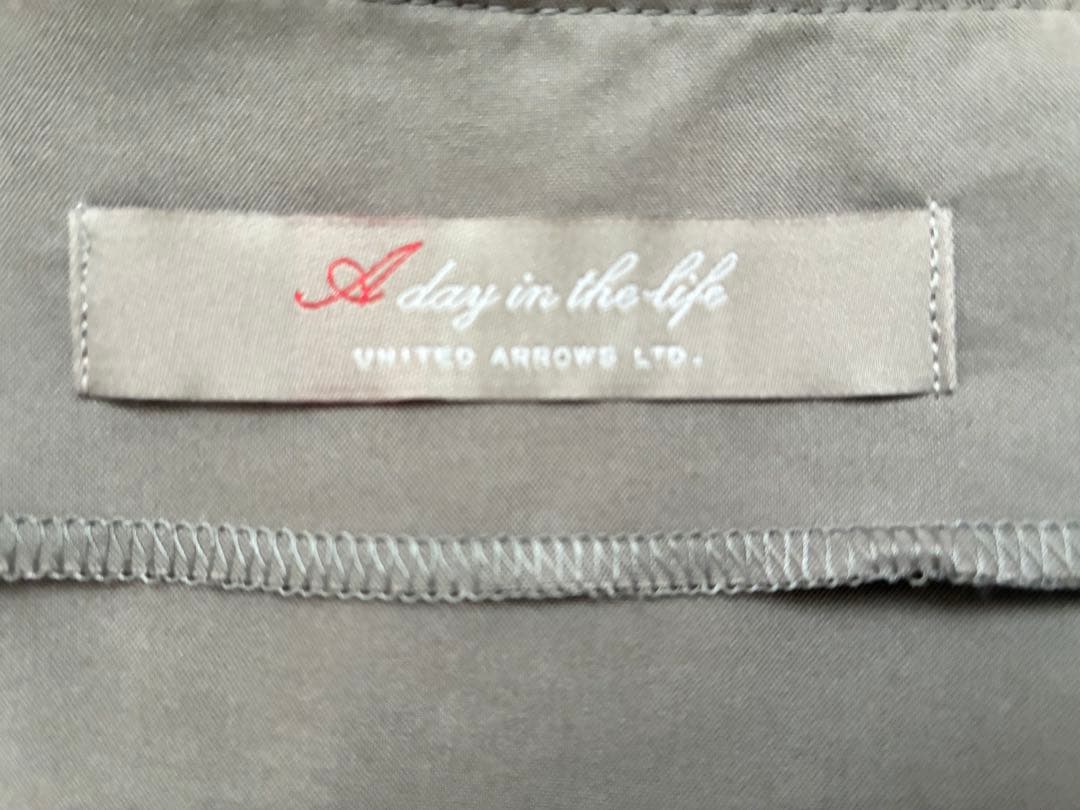 A day in the life
UNITED ARROWS LTD.